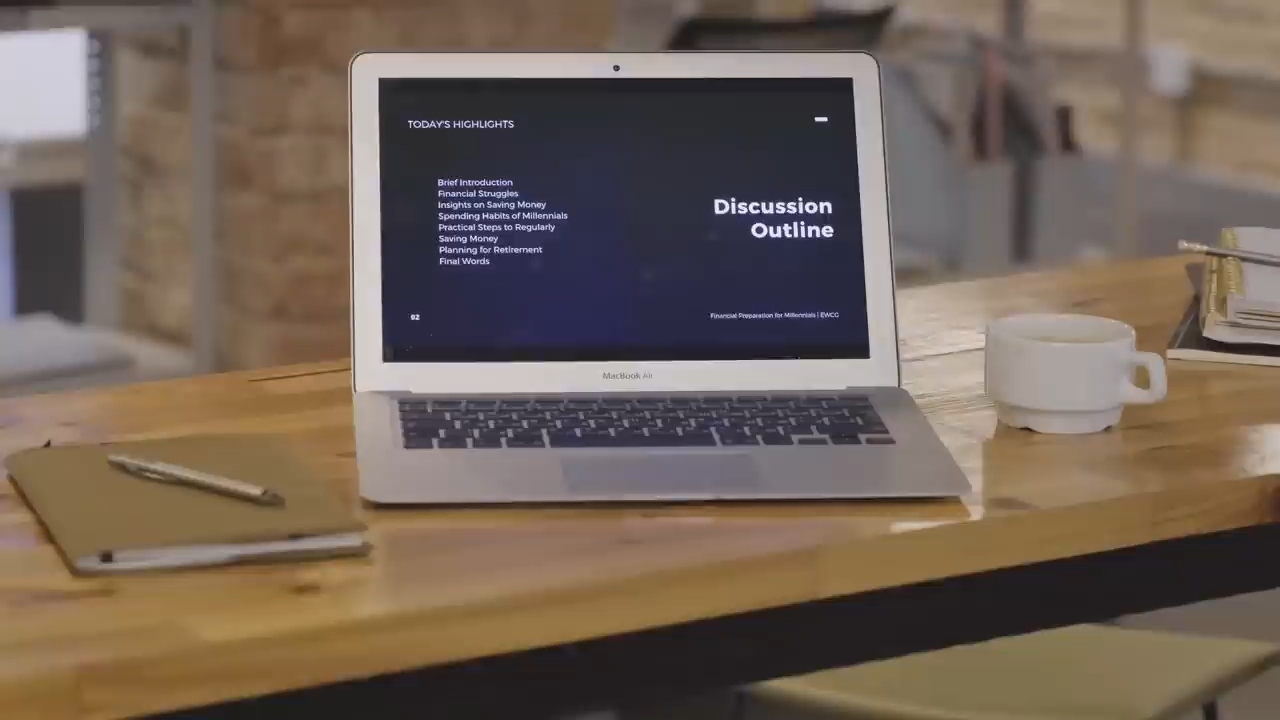 TODAY'S HIGHLIGHTS
Brief Introduction
Financial Struggles
Insights on Saving Money
Spending Habits of Millennials
Practical Steps to Regularly
Saving Money
Planning for Retirement
Final Words
Discussion
Outline
02
Financial Preparation for Millennials | EWCG
MacBook Air